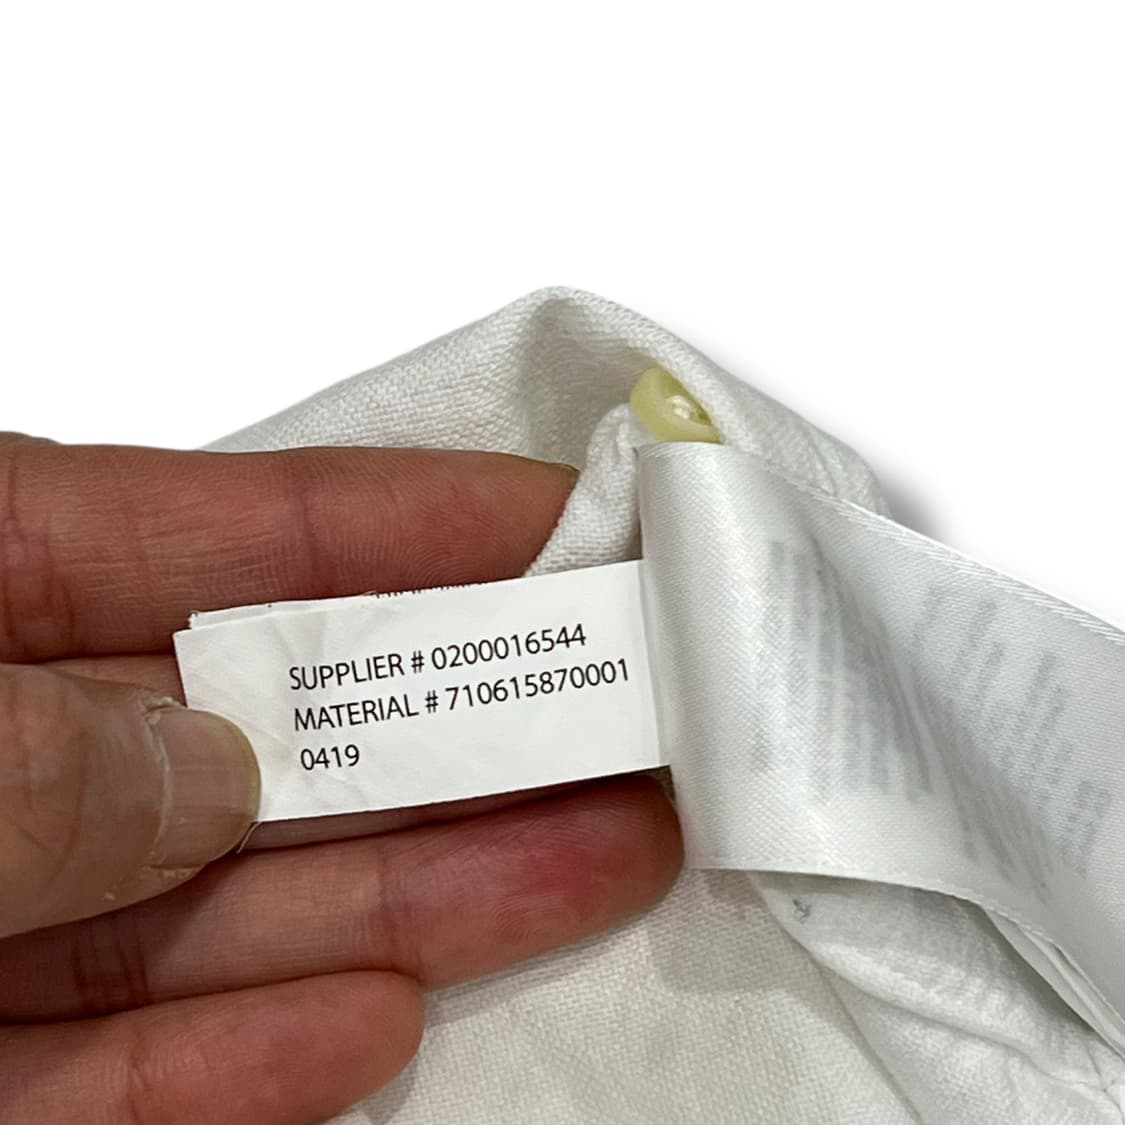 SUPPLIER # 0200016544
MATERIAL # 710615870001
0419